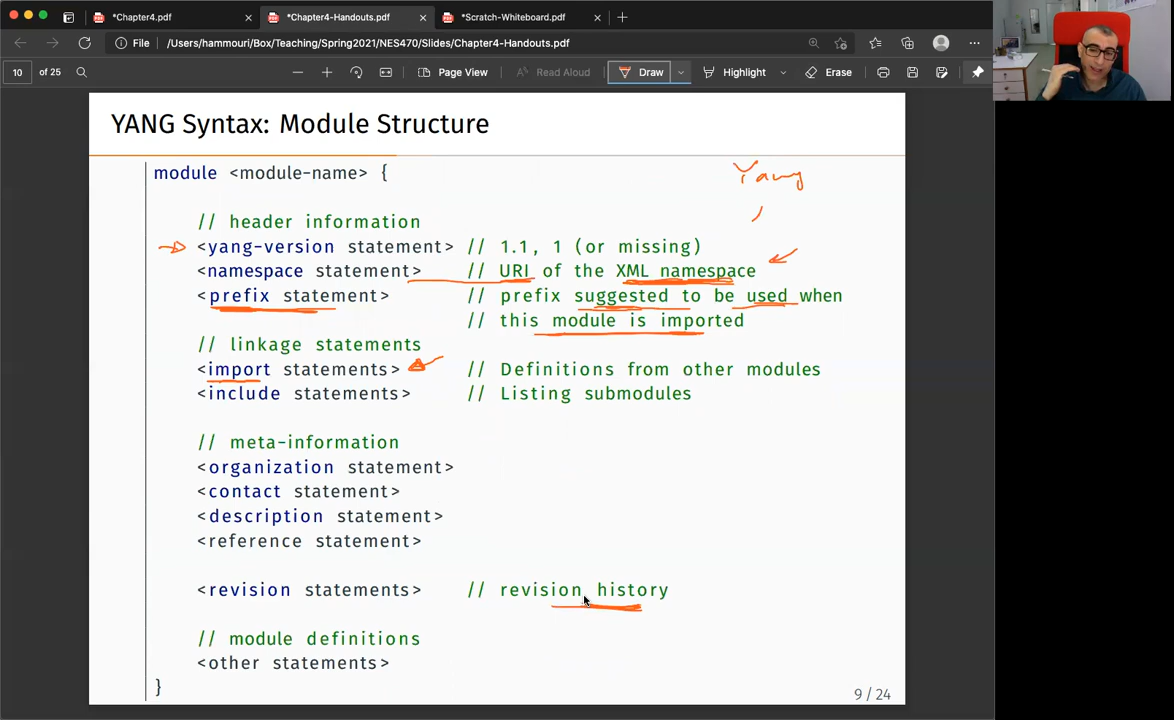 *Chapter4.pdf
*Chapter4-Handouts.pdf
*Scratch-Whiteboard.pdf
File /Users/hammouri/Box/Teaching/Spring2021/NES470/Slides/Chapter4-Handouts.pdf
10 of 25 Page View Read Aloud Draw Highlight Erase
YANG Syntax: Module Structure
module <module-name> {
Yang
// header information
<yang-version statement> // 1.1, 1 (or missing)
<namespace statement> // URI of the XML namespace
<prefix statement> // prefix suggested to be used when
// this module is imported
// linkage statements
<import statements> // Definitions from other modules
<include statements> // Listing submodules
// meta-information
<organization statement>
<contact statement>
<description statement>
<reference statement>
<revision statements> // revision history
// module definitions
<other statements>
}
9 / 24